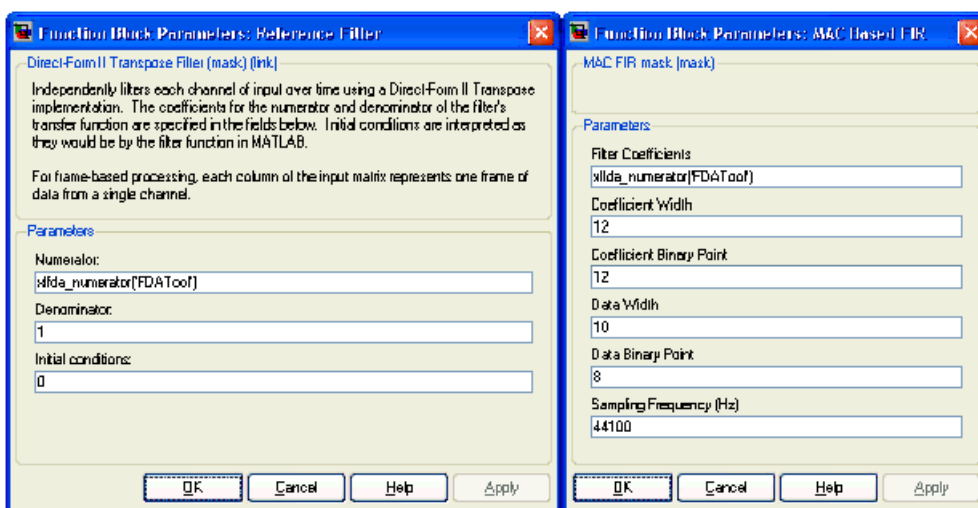 Function Block Parameters: Reference Filter
Direct-Form II Transpose Filter (mask) (link)
Independently filters each channel of input over time using a Direct-Form II Transpose
implementation. The coefficients for the numerator and denominator of the filter's
transfer function are specified in the fields below. Initial conditions are interpreted as
they would be by the filter function in MATLAB.
For frame-based processing, each column of the input matrix represents one frame of
data from a single channel.
Parameters
Numerator:
xlfda_numerator('FDATool')
Denominator:
1
Initial conditions:
0
OK Cancel Help Apply
Function Block Parameters: MAC Based FIR
MAC FIR mask (mask)
Parameters
Filter Coefficients
xlfda_numerator('FDATool')
Coefficient Width
12
Coefficient Binary Point
12
Data Width
10
Data Binary Point
8
Sampling Frequency (Hz)
44100
OK Cancel Help Apply